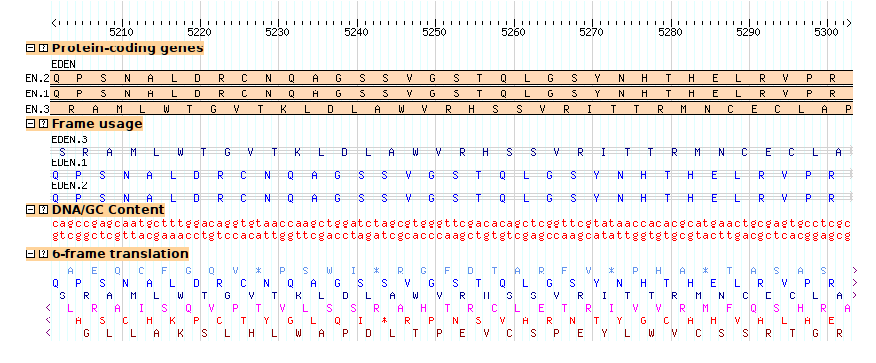 5210 5220 5230 5240 5250 5260 5270 5280 5290 5300
Protein-coding genes
EDEN
EN.2 Q P S N A L D R C N Q A G S S V G S T Q L G S Y N H T H E L R V P R
EN.1 Q P S N A L D R C N Q A G S S V G S T Q L G S Y N H T H E L R V P R
EN.3 R A M L W T G V T K L D L A W V R H S S V R I T T R M N C E C L A P
Frame usage
EDEN.3
S R A M L W T G V T K L D L A W V R H S S V R I T T R M N C E C L A
EDEN.1
Q P S N A L D R C N Q A G S S V G S T Q L G S Y N H T H E L R V P R
EDEN.2
Q P S N A L D R C N Q A G S S V G S T Q L G S Y N H T H E L R V P R
DNA/GC Content
cagccgagcaatgctttggacaggtgtaaccaagctggatctagcgtgggttcgacacagctcggttcgtataaccacacgcatgaactgcgagtgcctcgc
gtcggctcgttacgaaacctgtccacattggttcgacctagatcgcacccaagctgtgtcgagccaagcatattggtgtgcgtacttgacgctcacggagcg
6-frame translation
A E Q C F G Q V * P S W I * R G F D T A R F V * P H A * T A S A S >
Q P S N A L D R C N Q A G S S V G S T Q L G S Y N H T H E L R V P R
S R A M L W T G V T K L D L A W V R H S S V R I T T R M N C E C L A >
< L R A I S Q V P T V L S S R A H T R C L E T R I V V R M F Q S H R A
< A S C H K P C T Y G L Q I * R P N S V A R N T Y G C A H V A L A E
< G L L A K S L H L W A P D L T P E V C S P E Y L W V C S S R T G R